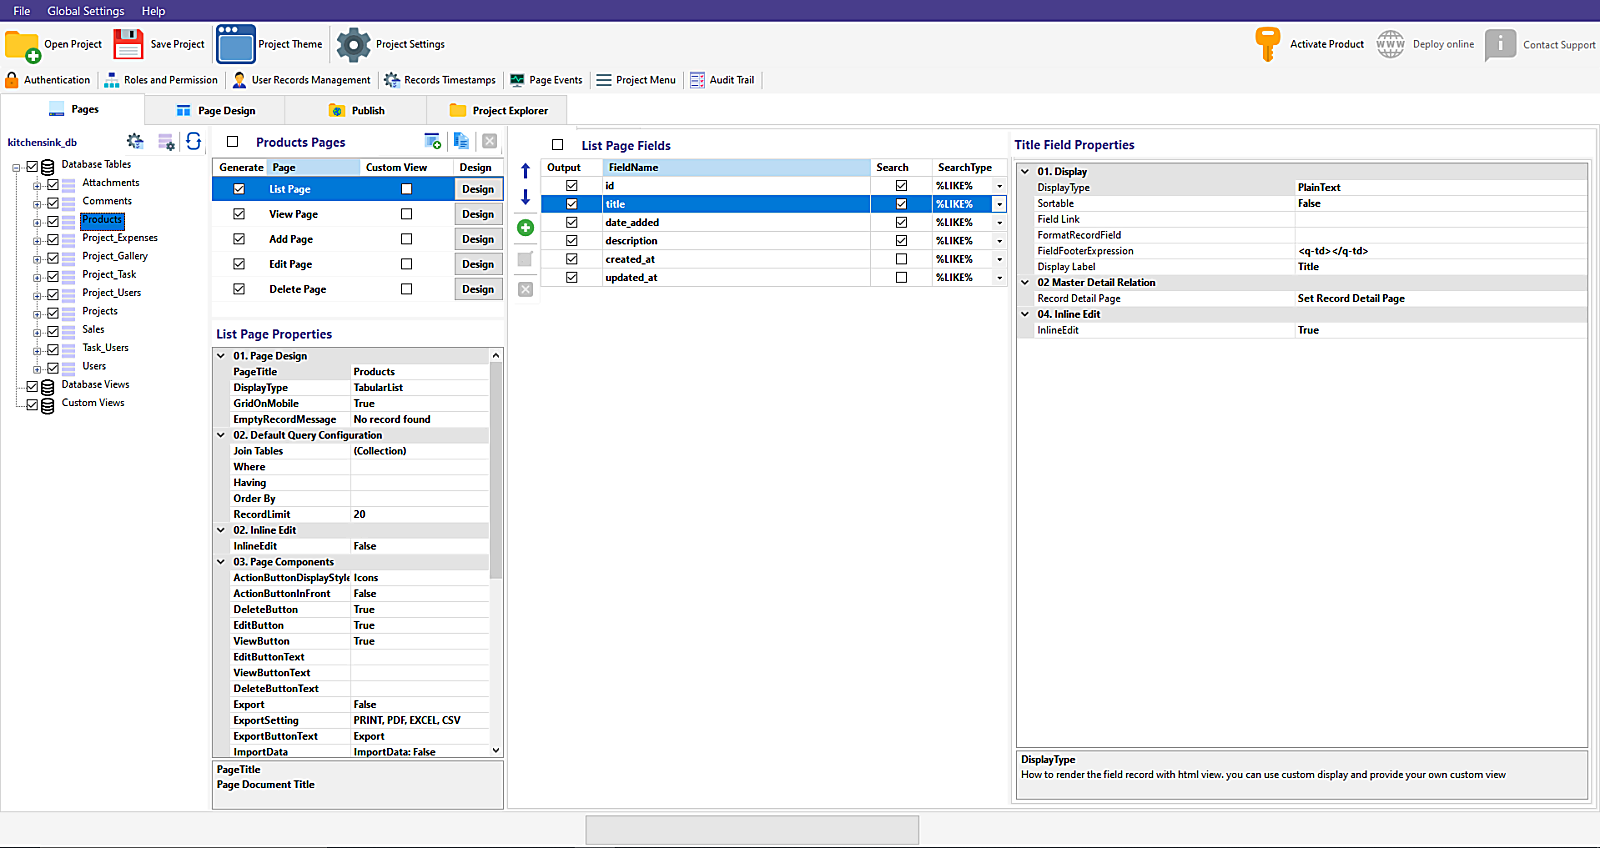 File Global Settings Help
Open Project Save Project Project Theme Project Settings Activate Product WWW Deploy online Contact Support
Authentication Roles and Permission User Records Management Records Timestamps Page Events Project Menu Audit Trail
Pages Page Design Publish Project Explorer
kitchensink_db
Database Tables
Attachments
Comments
Products
Project_Expenses
Project_Gallery
Project_Task
Project_Users
Projects
Sales
Task_Users
Users
Database Views
Custom Views
Products Pages
Generate Page Custom View Design
List Page Design
View Page Design
Add Page Design
Edit Page Design
Delete Page Design
List Page Properties
01. Page Design
PageTitle Products
DisplayType TabularList
GridOnMobile True
EmptyRecordMessage No record found
02. Default Query Configuration
Join Tables (Collection)
Where
Having
Order By
RecordLimit 20
02. Inline Edit
InlineEdit False
03. Page Components
ActionButtonDisplayStyle Icons
ActionButtonInFront False
DeleteButton True
EditButton True
ViewButton True
EditButtonText
ViewButtonText
DeleteButtonText
Export False
ExportSetting PRINT, PDF, EXCEL, CSV
ExportButtonText Export
ImportData ImportData: False
PageTitle
Page Document Title
List Page Fields
Output FieldName Search SearchType
id %LIKE%
title %LIKE%
date_added %LIKE%
description %LIKE%
created_at %LIKE%
updated_at %LIKE%
Title Field Properties
01. Display
DisplayType PlainText
Sortable False
Field Link
FormatRecordField
FieldFooterExpression <q-td></q-td>
Display Label Title
02 Master Detail Relation
Record Detail Page Set Record Detail Page
04. Inline Edit
InlineEdit True
DisplayType
How to render the field record with html view. you can use custom display and provide your own custom view